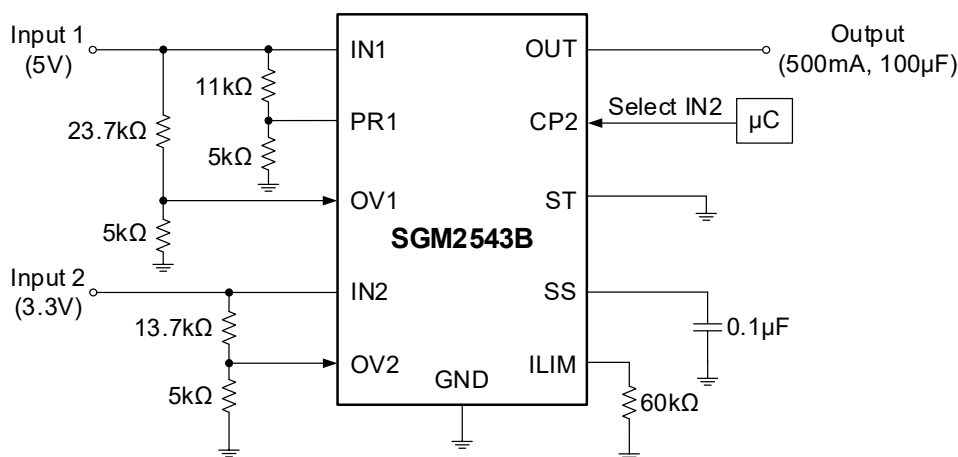 Input 1
(5V)
IN1
OUT
Output
(500mA, 100µF)
11kΩ
23.7kΩ
PR1
CP2
Select IN2
µC
5kΩ
OV1
ST
5kΩ
SGM2543B
Input 2
(3.3V)
IN2
SS
13.7kΩ
0.1µF
OV2
GND
ILIM
5kΩ
60kΩ